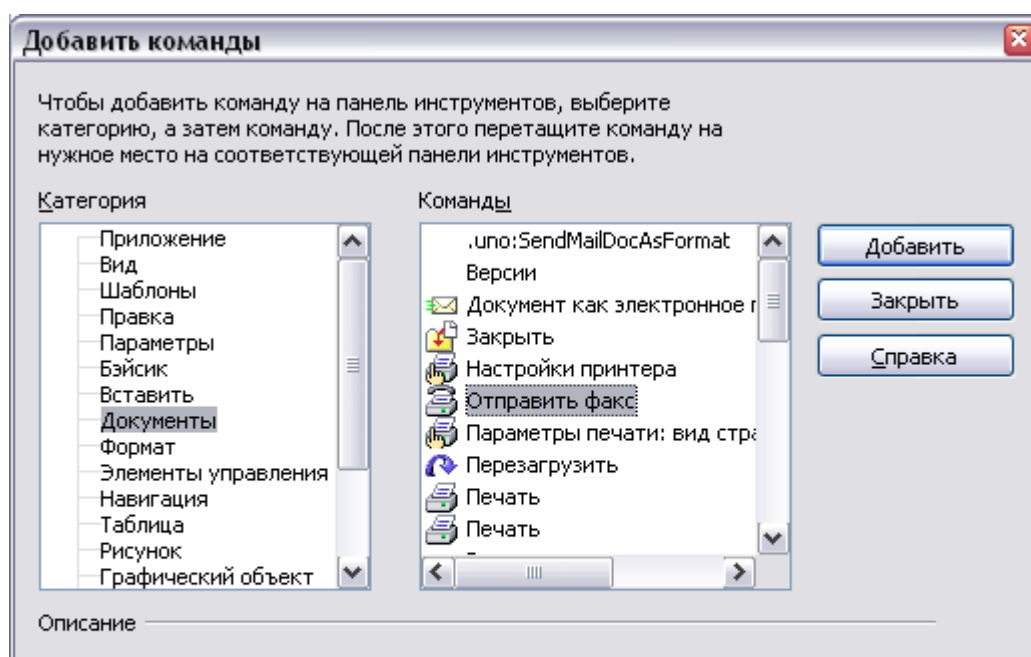 Добавить команды
Чтобы добавить команду на панель инструментов, выберите
категорию, а затем команду. После этого перетащите команду на
нужное место на соответствующей панели инструментов.
Категория
Приложение
Вид
Шаблоны
Правка
Параметры
Бэйсик
Вставить
Документы
Формат
Элементы управления
Навигация
Таблица
Рисунок
Графический объект
Команды
.uno:SendMailDocAsFormat
Версии
Документ как электронное
Закрыть
Настройки принтера
Отправить факс
Параметры печати: вид
Перезагрузить
Печать
Печать
Добавить
Закрыть
Справка
Описание